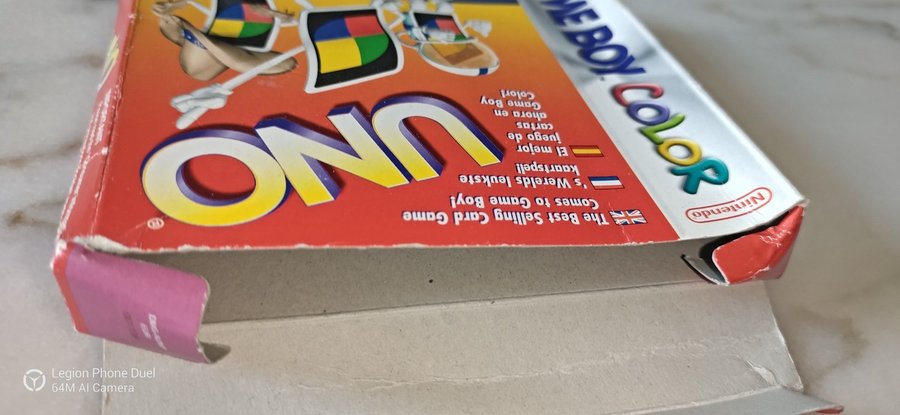 GAME BOY COLOR
Nintendo
UNO®
The Best Selling Card Game
Comes to Game Boy!
's Werelds leukste
kaartspel!
El mejor
juego de
cartas
ahora en
Game Boy
Color!
Legion Phone Duel
64M AI Camera